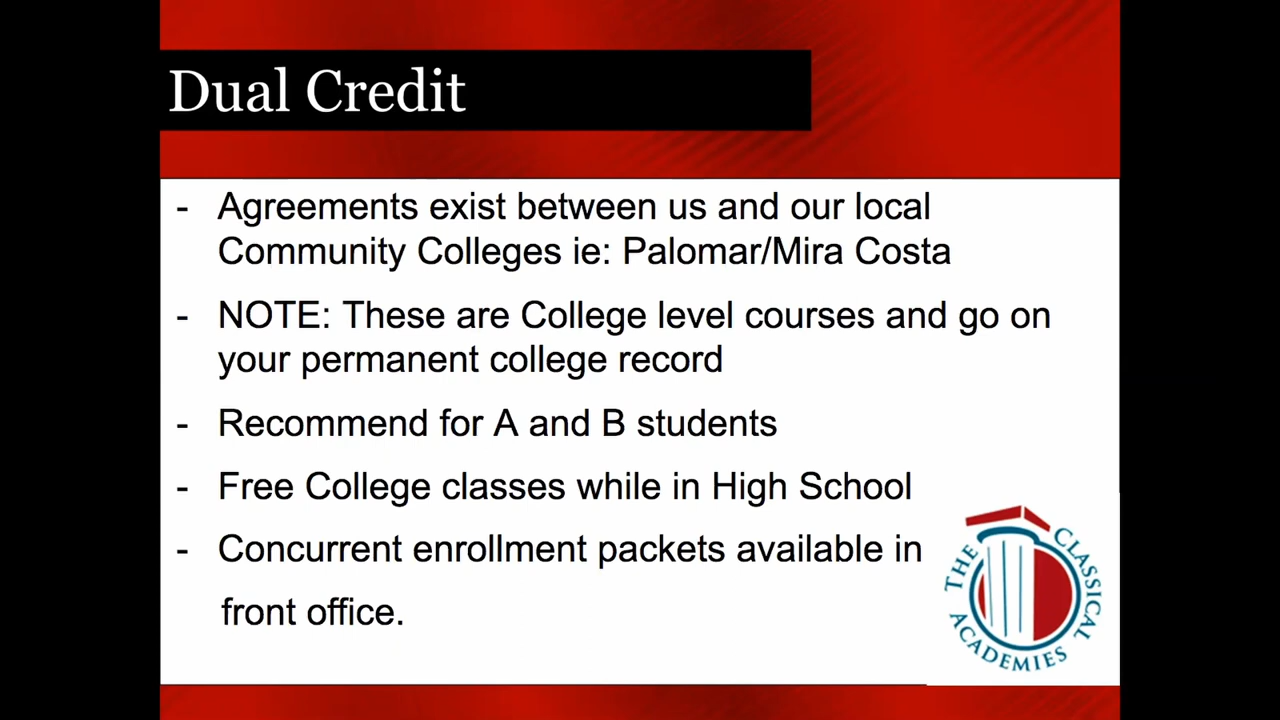 Dual Credit
- Agreements exist between us and our local
Community Colleges ie: Palomar/Mira Costa
- NOTE: These are College level courses and go on
your permanent college record
- Recommend for A and B students
- Free College classes while in High School
- Concurrent enrollment packets available in
front office.
THE CLASSICAL
ACADEMIES